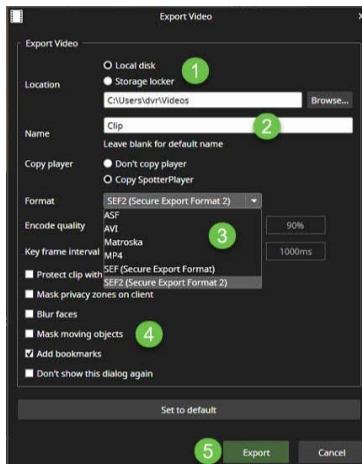 Export Video
Export Video
Local disk
1
Storage locker
Location
C:\Users\dvr\Videos
Browse...
Clip
2
Name
Leave blank for default name
Copy player
Don't copy player
Copy SpotterPlayer
Format
SEF2 (Secure Export Format 2)
ASF
AVI
3
Encode quality
90%
Matroska
MP4
Key frame interval
1000ms
SEF (Secure Export Format)
Protect clip with
SEF2 (Secure Export Format 2)
Mask privacy zones on client
Blur faces
Mask moving objects
4
Add bookmarks
Don't show this dialog again
Set to default
5
Export
Cancel